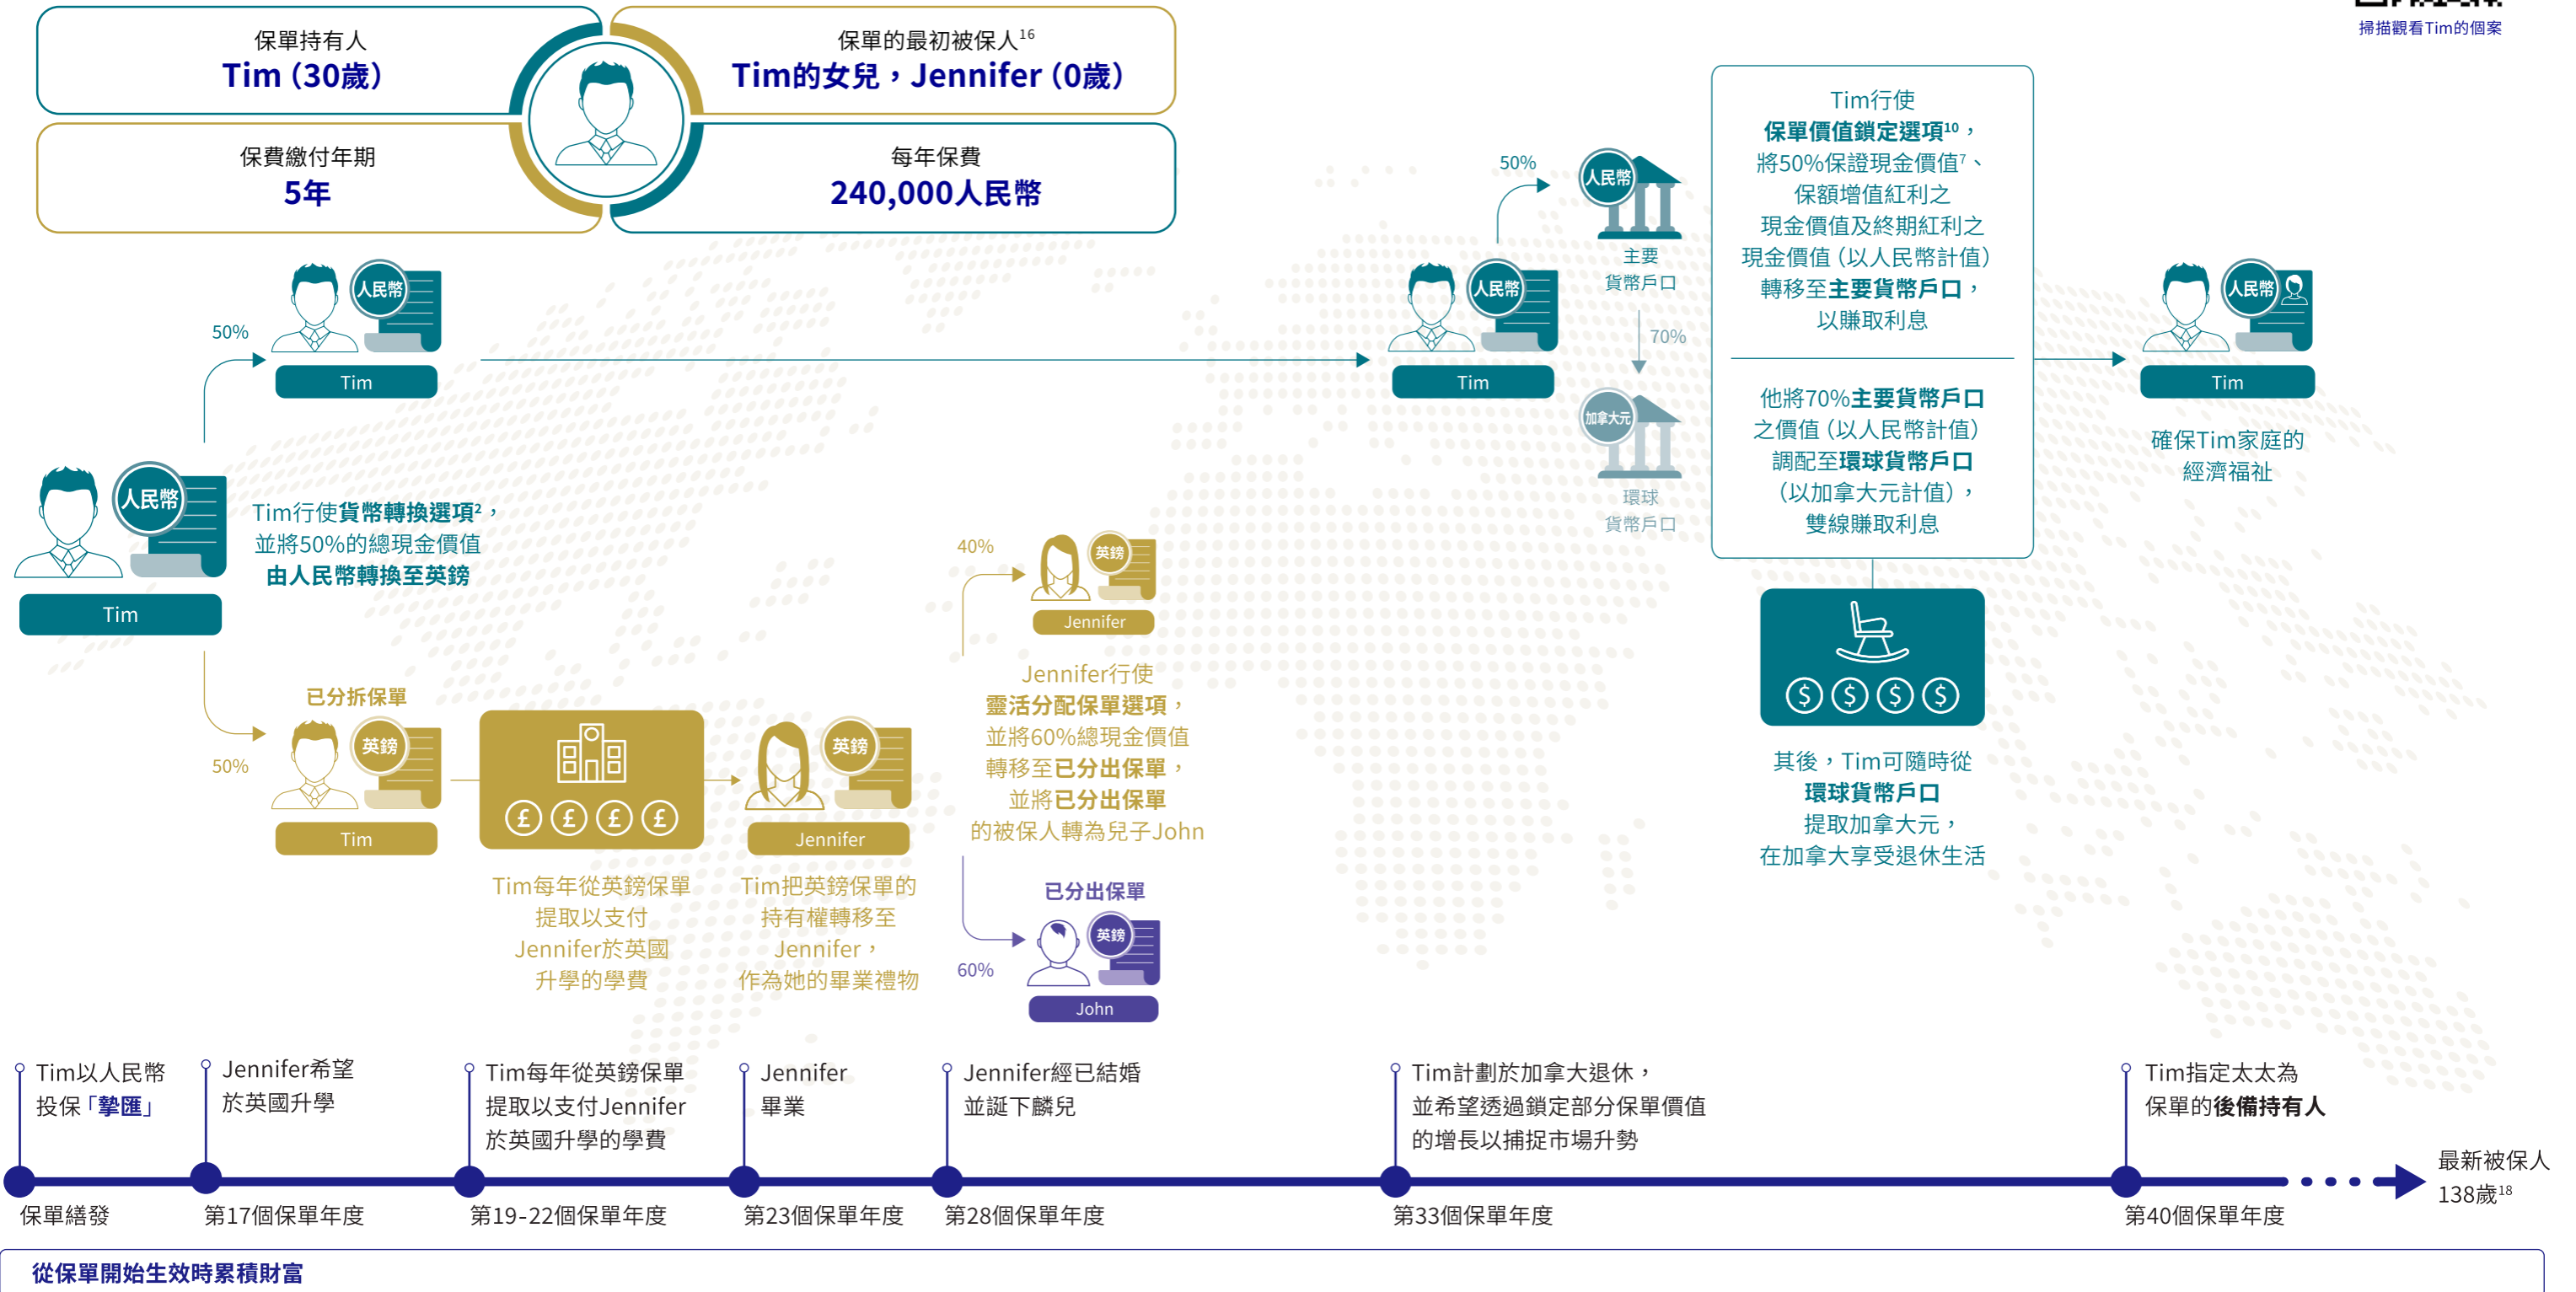 掃描觀看Tim的個案
保單持有人
Tim（30歲）
保單的最初被保人16
Tim的女兒，Jennifer（0歲）
保費繳付年期
5年
每年保費
240,000人民幣
人民幣
Tim
Tim行使貨幣轉換選項2，
並將50%的總現金價值
由人民幣轉換至英鎊
50%
人民幣
Tim
50%
已分拆保單
英鎊
Tim
£ £ £ £
Tim每年從英鎊保單
提取以支付
Jennifer於英國
升學的學費
英鎊
Jennifer
Tim把英鎊保單的
持有權轉移至
Jennifer，
作為她的畢業禮物
40%
英鎊
Jennifer
Jennifer行使
靈活分配保單選項，
並將60%總現金價值
轉移至已分出保單，
並將已分出保單
的被保人轉為兒子John
60%
已分出保單
英鎊
John
人民幣
Tim
50%
人民幣
主要
貨幣戶口
70%
加拿大元
環球
貨幣戶口
Tim行使
保單價值鎖定選項10，
將50%保證現金價值7、
保額增值紅利之
現金價值及終期紅利之
現金價值（以人民幣計值）
轉移至主要貨幣戶口，
以賺取利息
他將70%主要貨幣戶口
之價值（以人民幣計值）
調配至環球貨幣戶口
（以加拿大元計值），
雙線賺取利息
$ $ $ $
其後，Tim可隨時從
環球貨幣戶口
提取加拿大元，
在加拿大享受退休生活
人民幣
Tim
確保Tim家庭的
經濟福祉
Tim以人民幣
投保「摯匯」
保單繕發
Jennifer希望
於英國升學
第17個保單年度
Tim每年從英鎊保單
提取以支付Jennifer
於英國升學的學費
第19-22個保單年度
Jennifer
畢業
第23個保單年度
Jennifer經已結婚
並誕下麟兒
第28個保單年度
Tim計劃於加拿大退休，
並希望透過鎖定部分保單價值
的增長以捕捉市場升勢
第33個保單年度
Tim指定太太為
保單的後備持有人
第40個保單年度
最新被保人
138歲18
從保單開始生效時累積財富